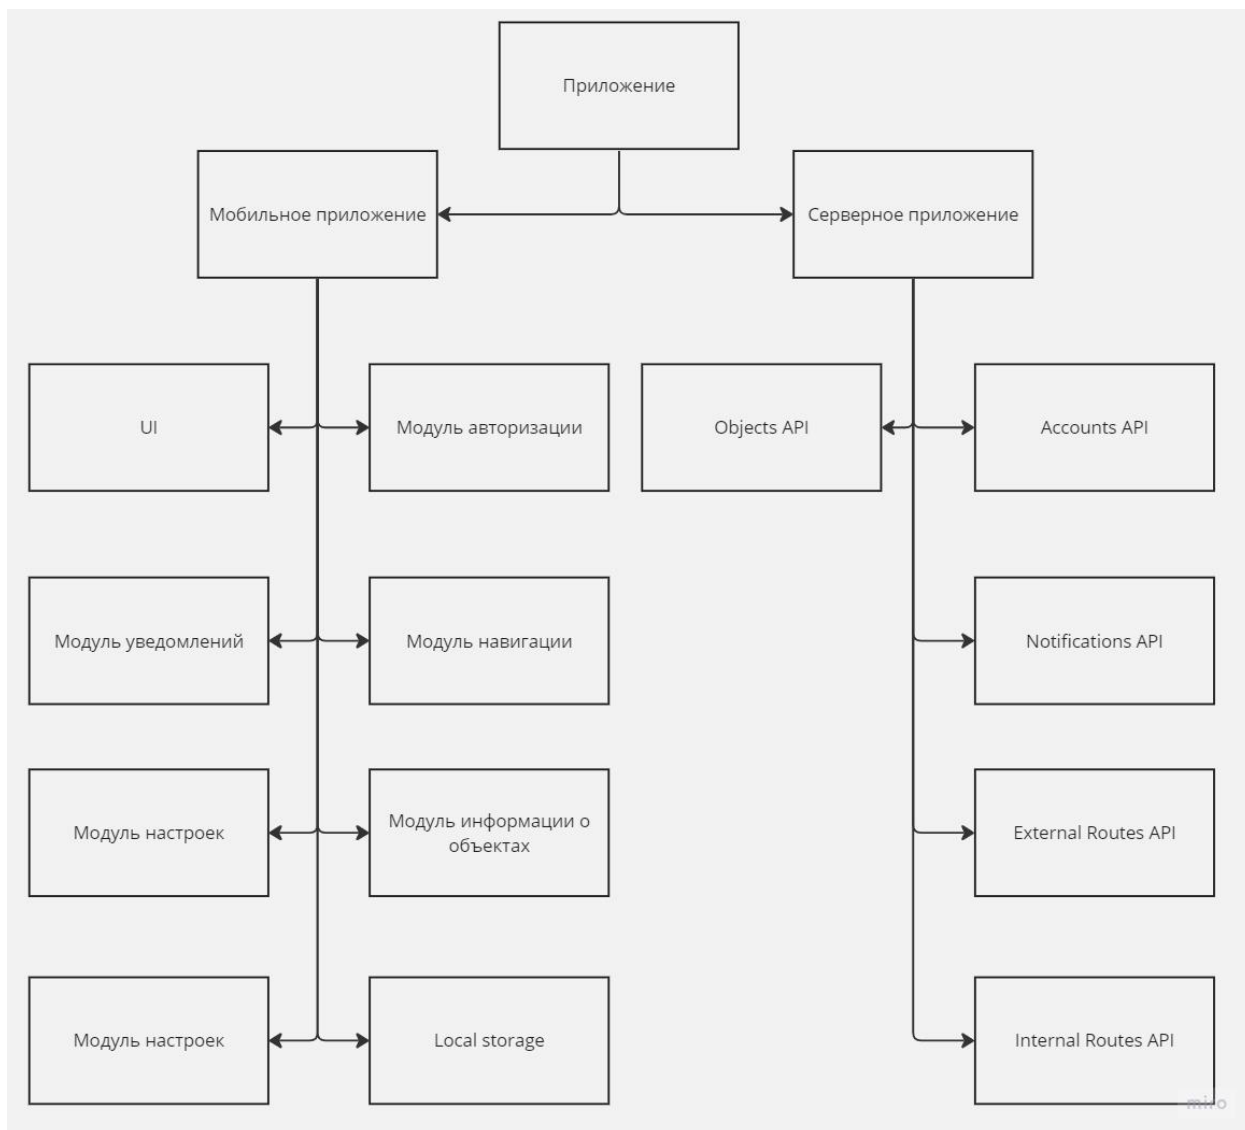 Приложение
Мобильное приложение
Серверное приложение
UI
Модуль авторизации
Objects API
Accounts API
Модуль уведомлений
Модуль навигации
Notifications API
Модуль настроек
Модуль информации о
объектах
External Routes API
Модуль настроек
Local storage
Internal Routes API
miro